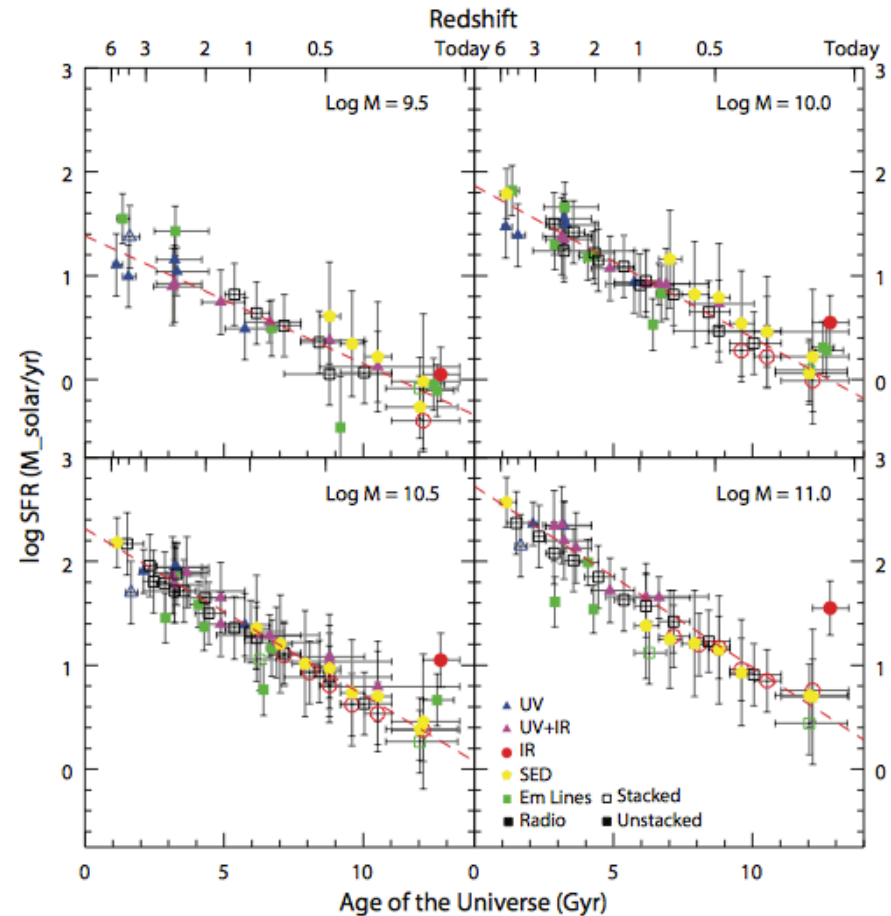 Redshift
6 3 2 1 0.5 Today 6 3 2 1 0.5 Today
3 Log M = 9.5 Log M = 10.0 3
2 2
1 1
0 0
3 Log M = 10.5 Log M = 11.0 3
2 2
1 1
0 0
log SFR (M_solar/yr)
UV
UV+IR
IR
SED
Em Lines Stacked
Radio Unstacked
0 5 10 0 5 10
Age of the Universe (Gyr)